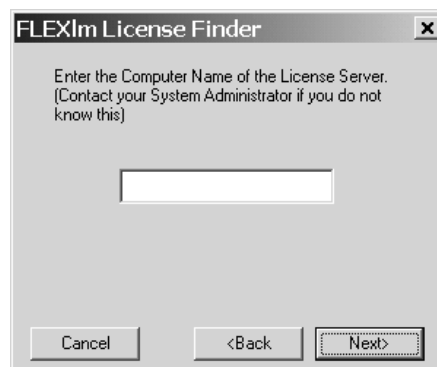 FLEXlm License Finder
Enter the Computer Name of the License Server.
(Contact your System Administrator if you do not
know this)
Cancel
<Back
Next>